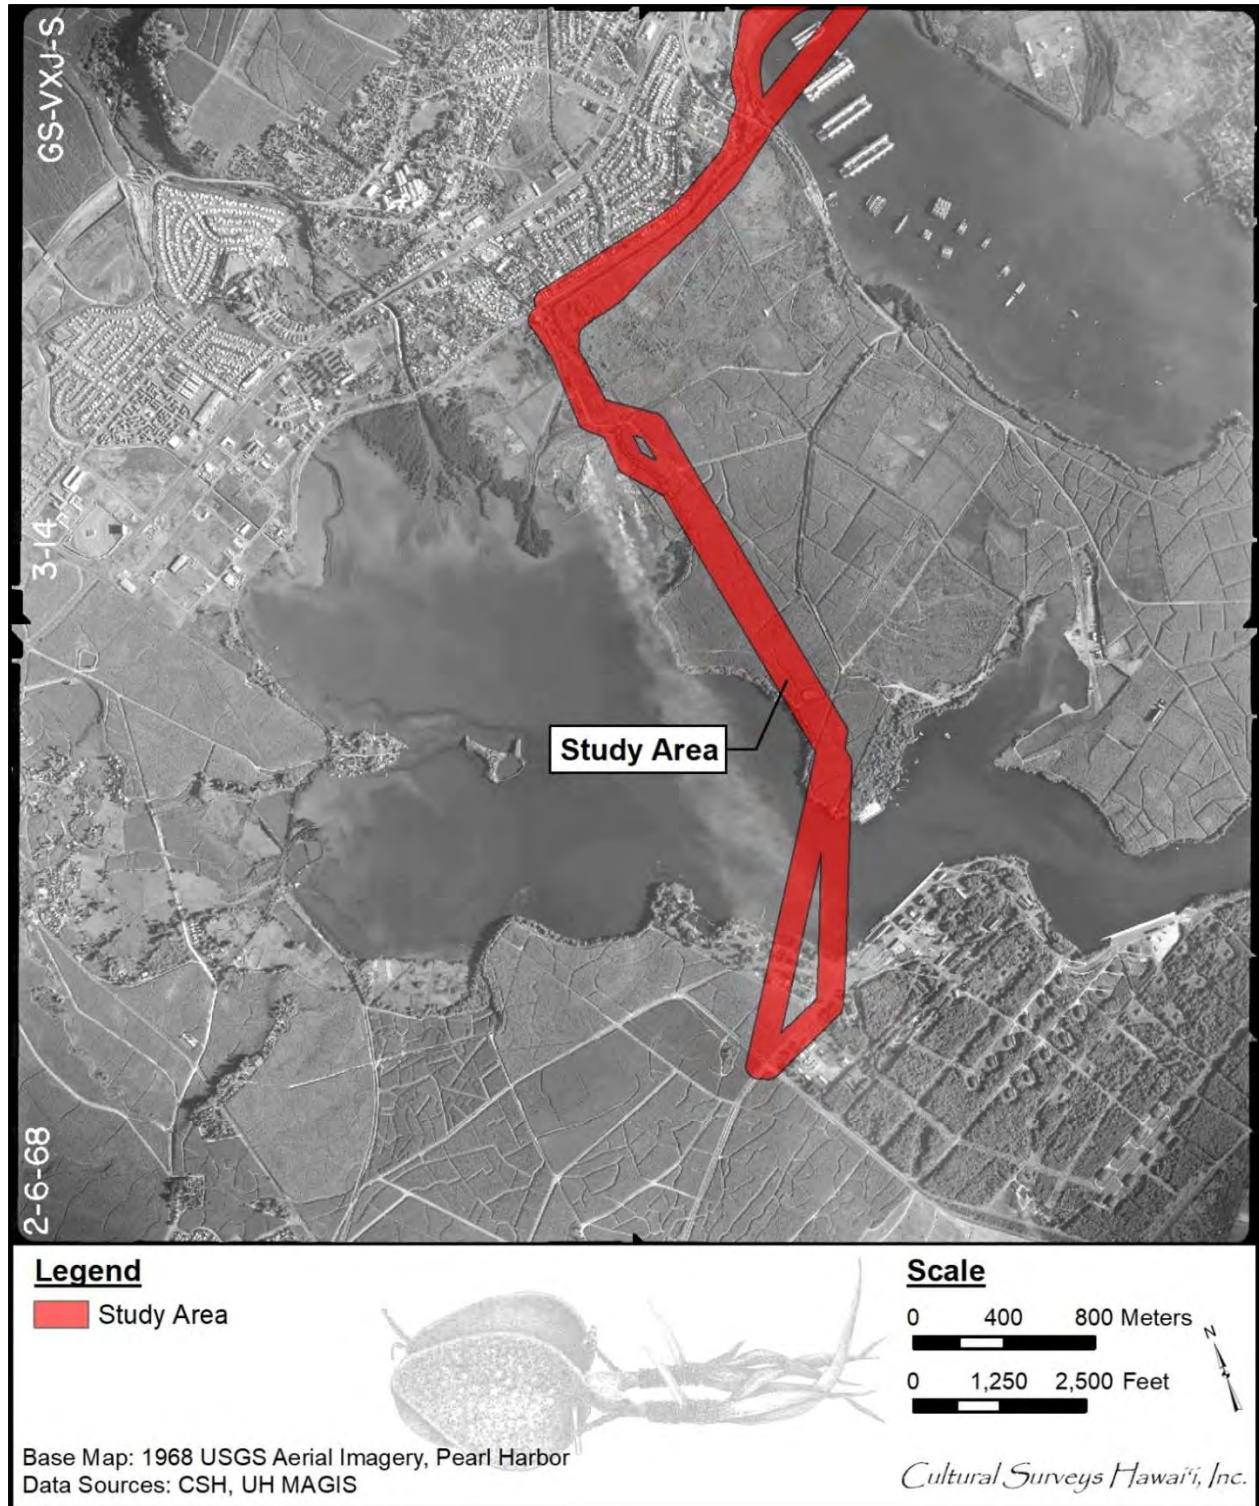 GS-VXJ-S
3-14
2-6-68
Study Area
Legend
Study Area
Scale
0 400 800 Meters
0 1,250 2,500 Feet
N
Base Map: 1968 USGS Aerial Imagery, Pearl Harbor
Data Sources: CSH, UH MAGIS
Cultural Surveys Hawaiʻi, Inc.